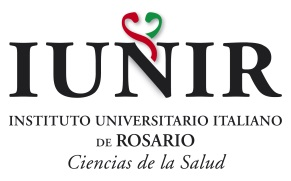 IUNIR
INSTITUTO UNIVERSITARIO ITALIANO
DE ROSARIO
Ciencias de la Salud